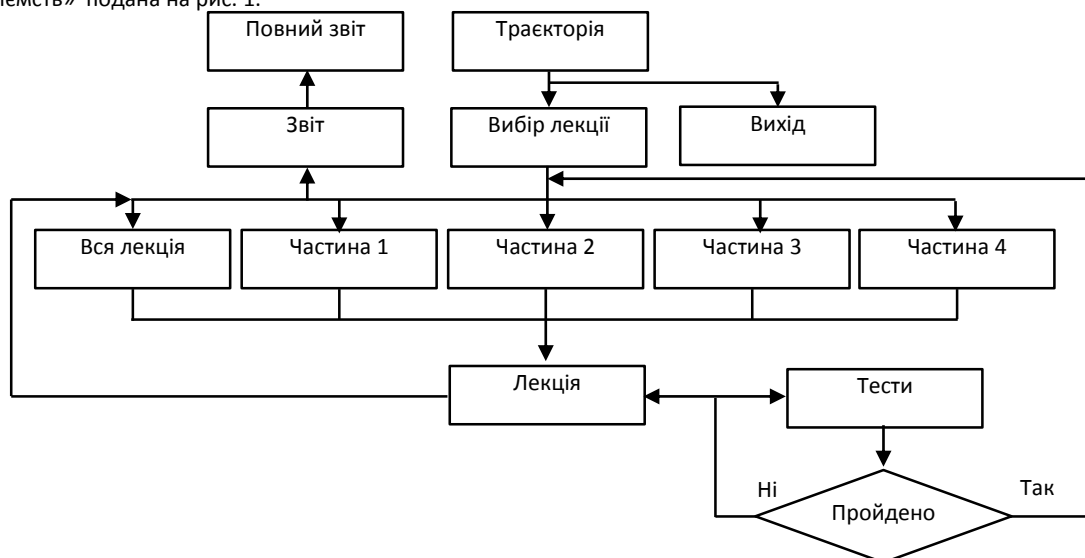 подана на рис. 1.
Повний звіт
Траєкторія
Звіт
Вибір лекції
Вихід
Вся лекція
Частина 1
Частина 2
Частина 3
Частина 4
Лекція
Тести
Ні
Так
Пройдено